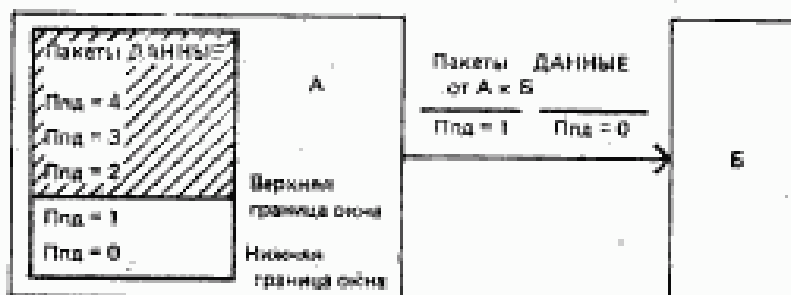 Пакеты ДАННЫЕ
Ппд = 4
Ппд = 3
Ппд = 2
Ппд = 1
Ппд = 0
А
Верхняя
граница окна
Нижняя
граница окна
Пакеты ДАННЫЕ
от А к Б
Ппд = 1 Ппд = 0
Б